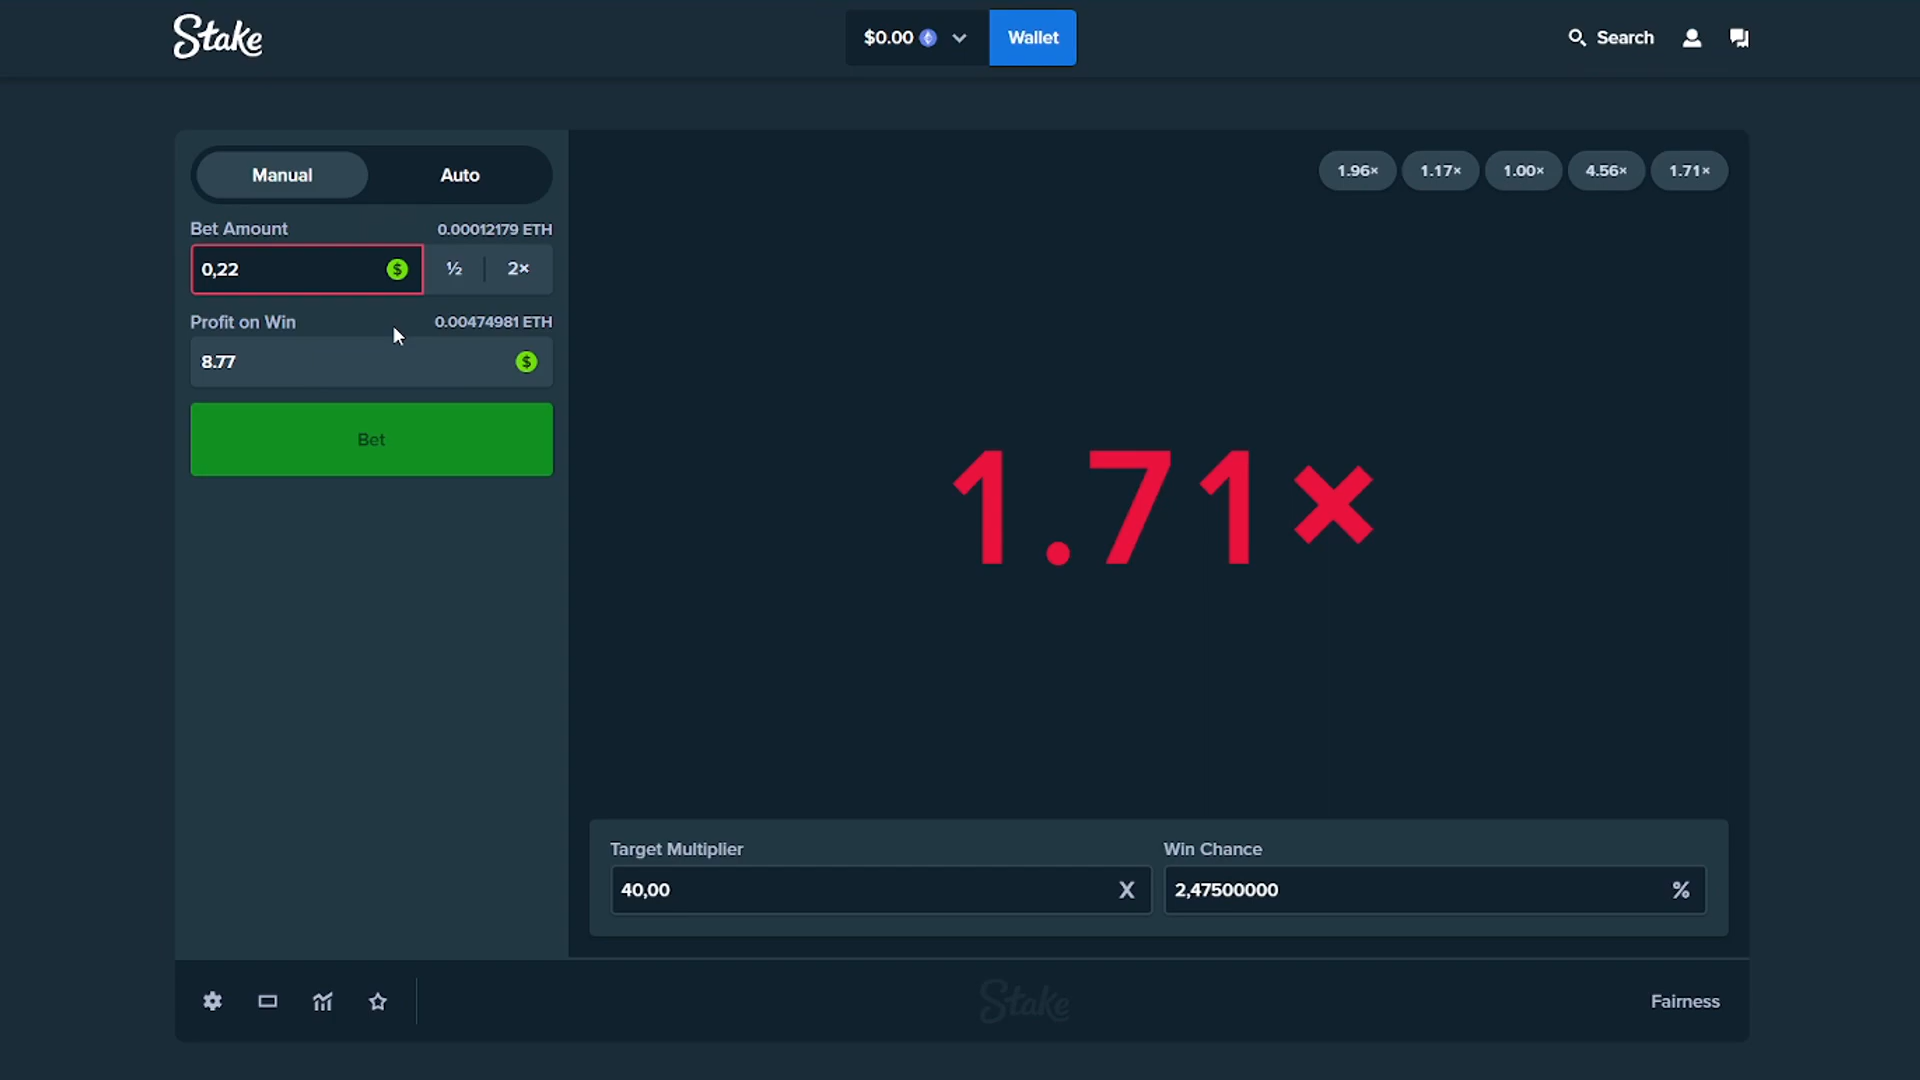 Stake
$0.00
Wallet
Search
Manual
Auto
1.96×
1.17×
1.00×
4.56×
1.71×
Bet Amount
0.00012179 ETH
0,22
$
½
2×
Profit on Win
0.00474981 ETH
8.77
$
Bet
1.71×
Target Multiplier
Win Chance
40,00
X
2,47500000
%
Stake
Fairness